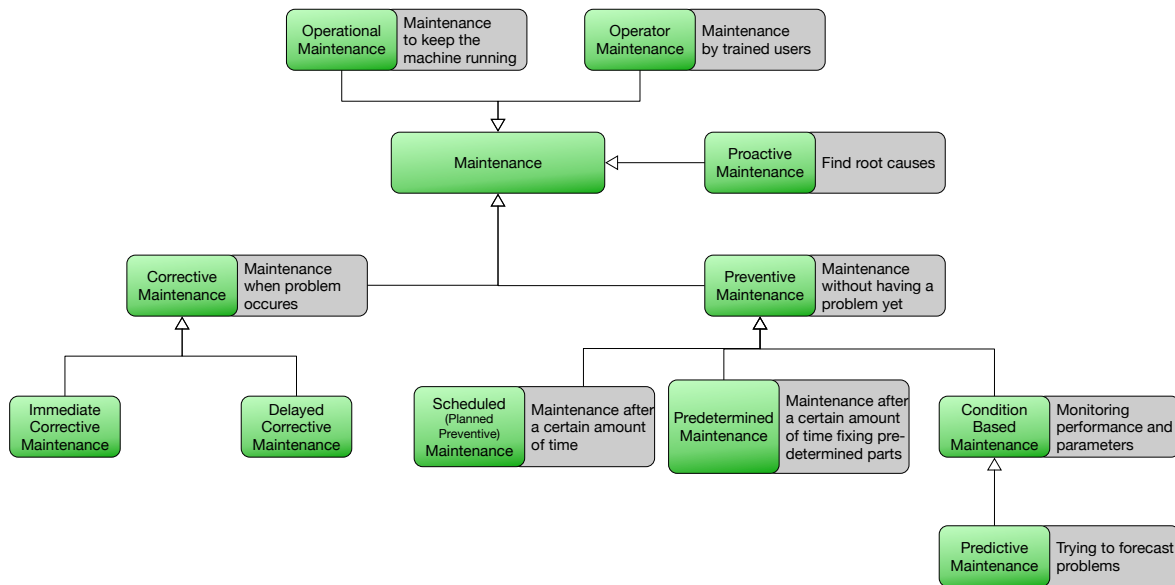 Operational
Maintenance
Maintenance
to keep the
machine running
Operator
Maintenance
Maintenance
by trained users
Maintenance
Proactive
Maintenance
Find root causes
Corrective
Maintenance
Maintenance
when problem
occures
Preventive
Maintenance
Maintenance
without having a
problem yet
Immediate
Corrective
Maintenance
Delayed
Corrective
Maintenance
Scheduled
(Planned
Preventive)
Maintenance
Maintenance after
a certain amount
of time
Predetermined
Maintenance
Maintenance after
a certain amount
of time fixing pre-
determined parts
Condition
Based
Maintenance
Monitoring
performance and
parameters
Predictive
Maintenance
Trying to forecast
problems